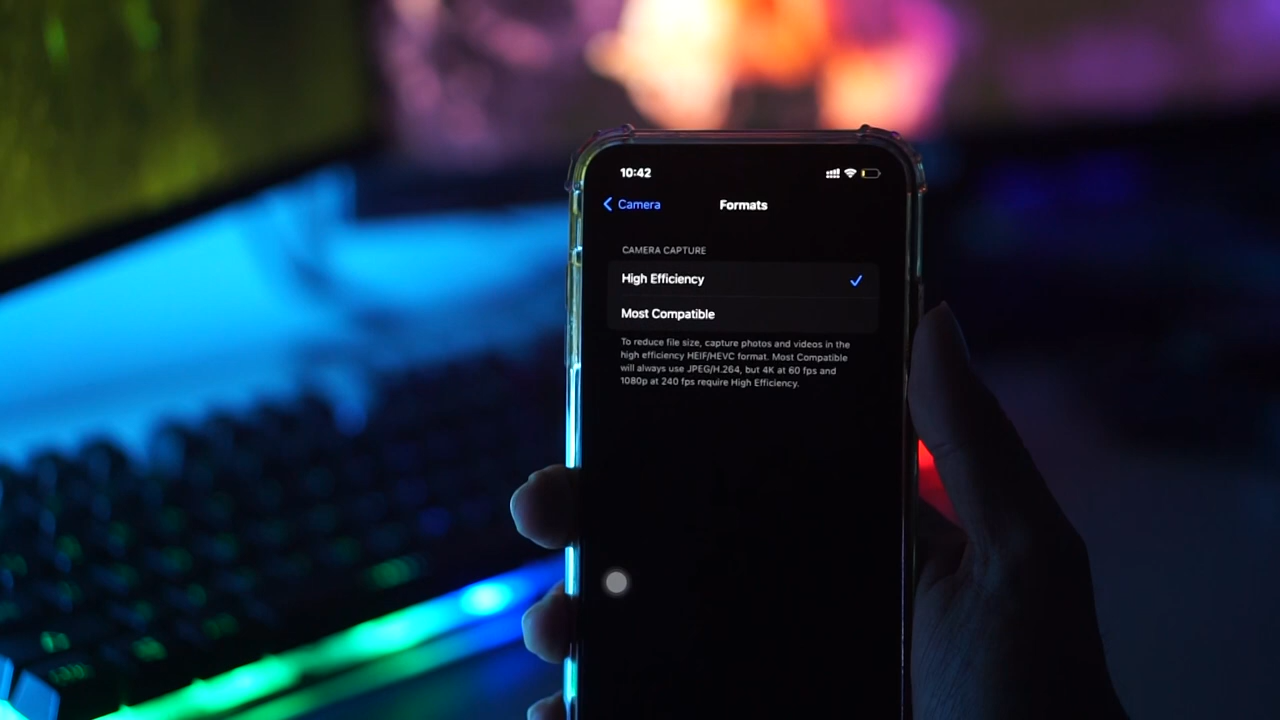 10:42
Camera
Formats
CAMERA CAPTURE
High Efficiency
Most Compatible
To reduce file size, capture photos and videos in the
high efficiency HEIF/HEVC format. Most Compatible
will always use JPEG/H.264, but 4K at 60 fps and
1080p at 240 fps require High Efficiency.